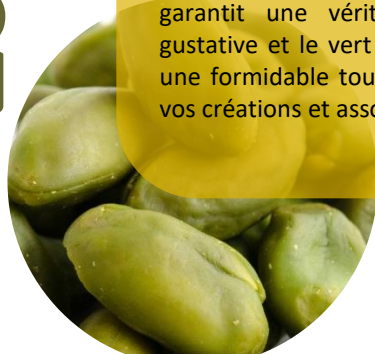 garantit une vérit
gustative et le vert
une formidable tou
vos créations et asso